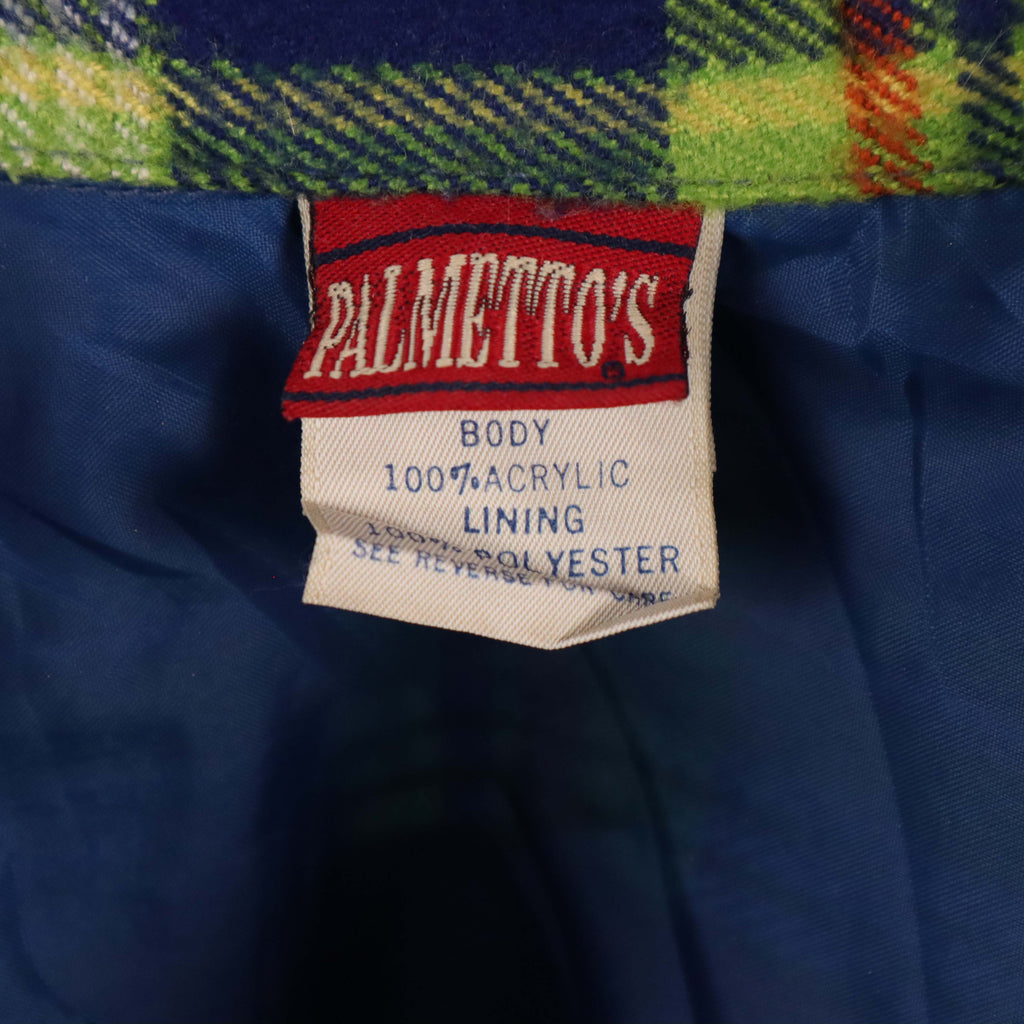 PALMETTO'S
®
BODY
100% ACRYLIC
LINING
100% POLYESTER
SEE REVERSE FOR CARE